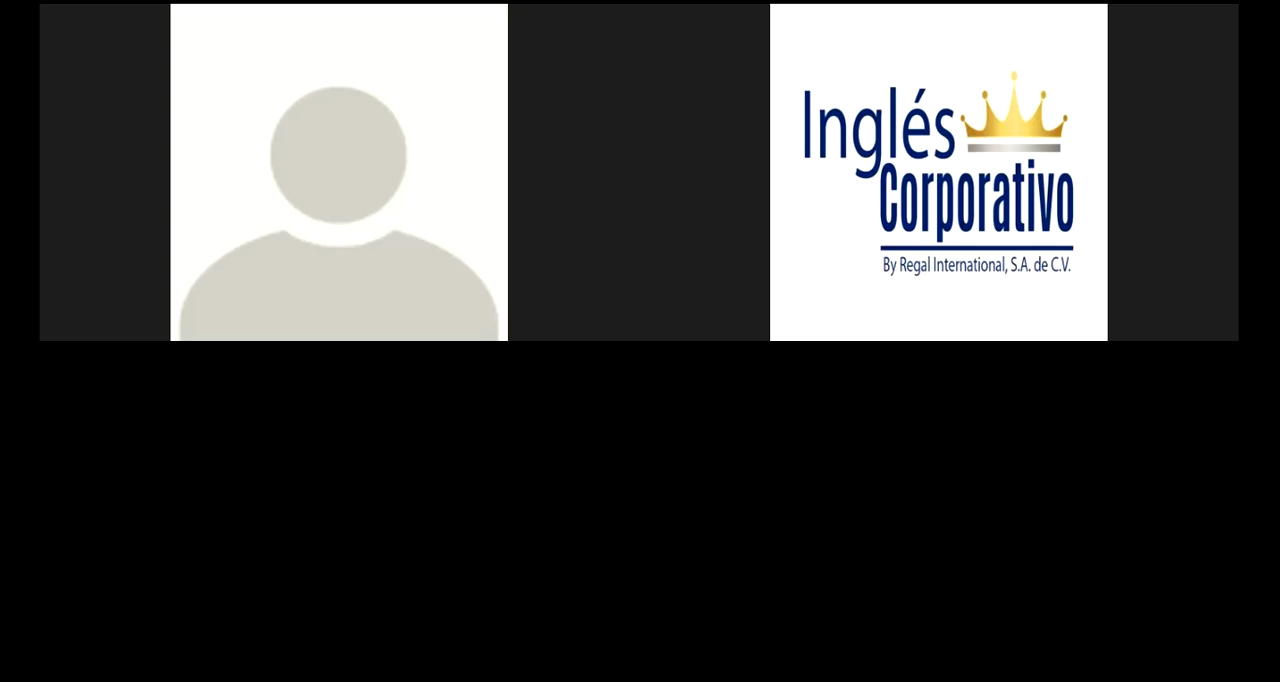 Inglés
Corporativo
By Regal International, S.A. de C.V.